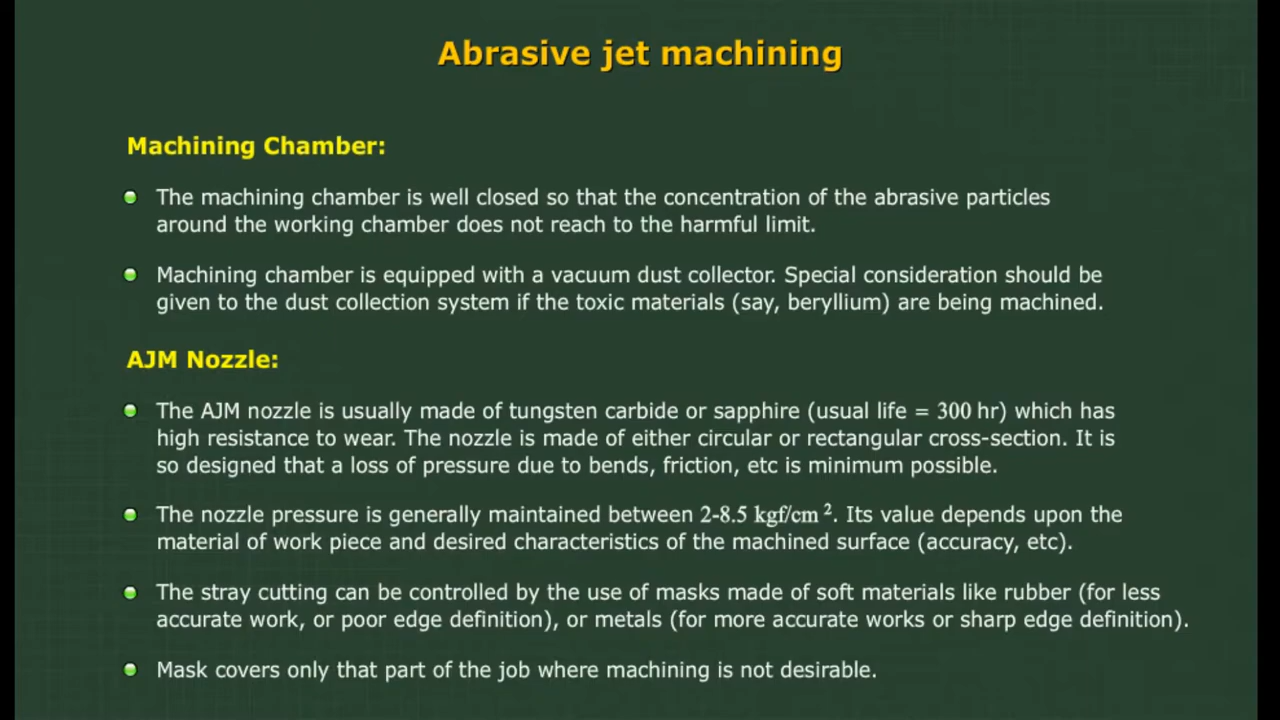 Abrasive jet machining
Machining Chamber:
The machining chamber is well closed so that the concentration of the abrasive particles
around the working chamber does not reach to the harmful limit.
Machining chamber is equipped with a vacuum dust collector. Special consideration should be
given to the dust collection system if the toxic materials (say, beryllium) are being machined.
AJM Nozzle:
The AJM nozzle is usually made of tungsten carbide or sapphire (usual life = 300 hr) which has
high resistance to wear. The nozzle is made of either circular or rectangular cross-section. It is
so designed that a loss of pressure due to bends, friction, etc is minimum possible.
The nozzle pressure is generally maintained between 2-8.5 kgf/cm². Its value depends upon the
material of work piece and desired characteristics of the machined surface (accuracy, etc).
The stray cutting can be controlled by the use of masks made of soft materials like rubber (for less
accurate work, or poor edge definition), or metals (for more accurate works or sharp edge definition).
Mask covers only that part of the job where machining is not desirable.